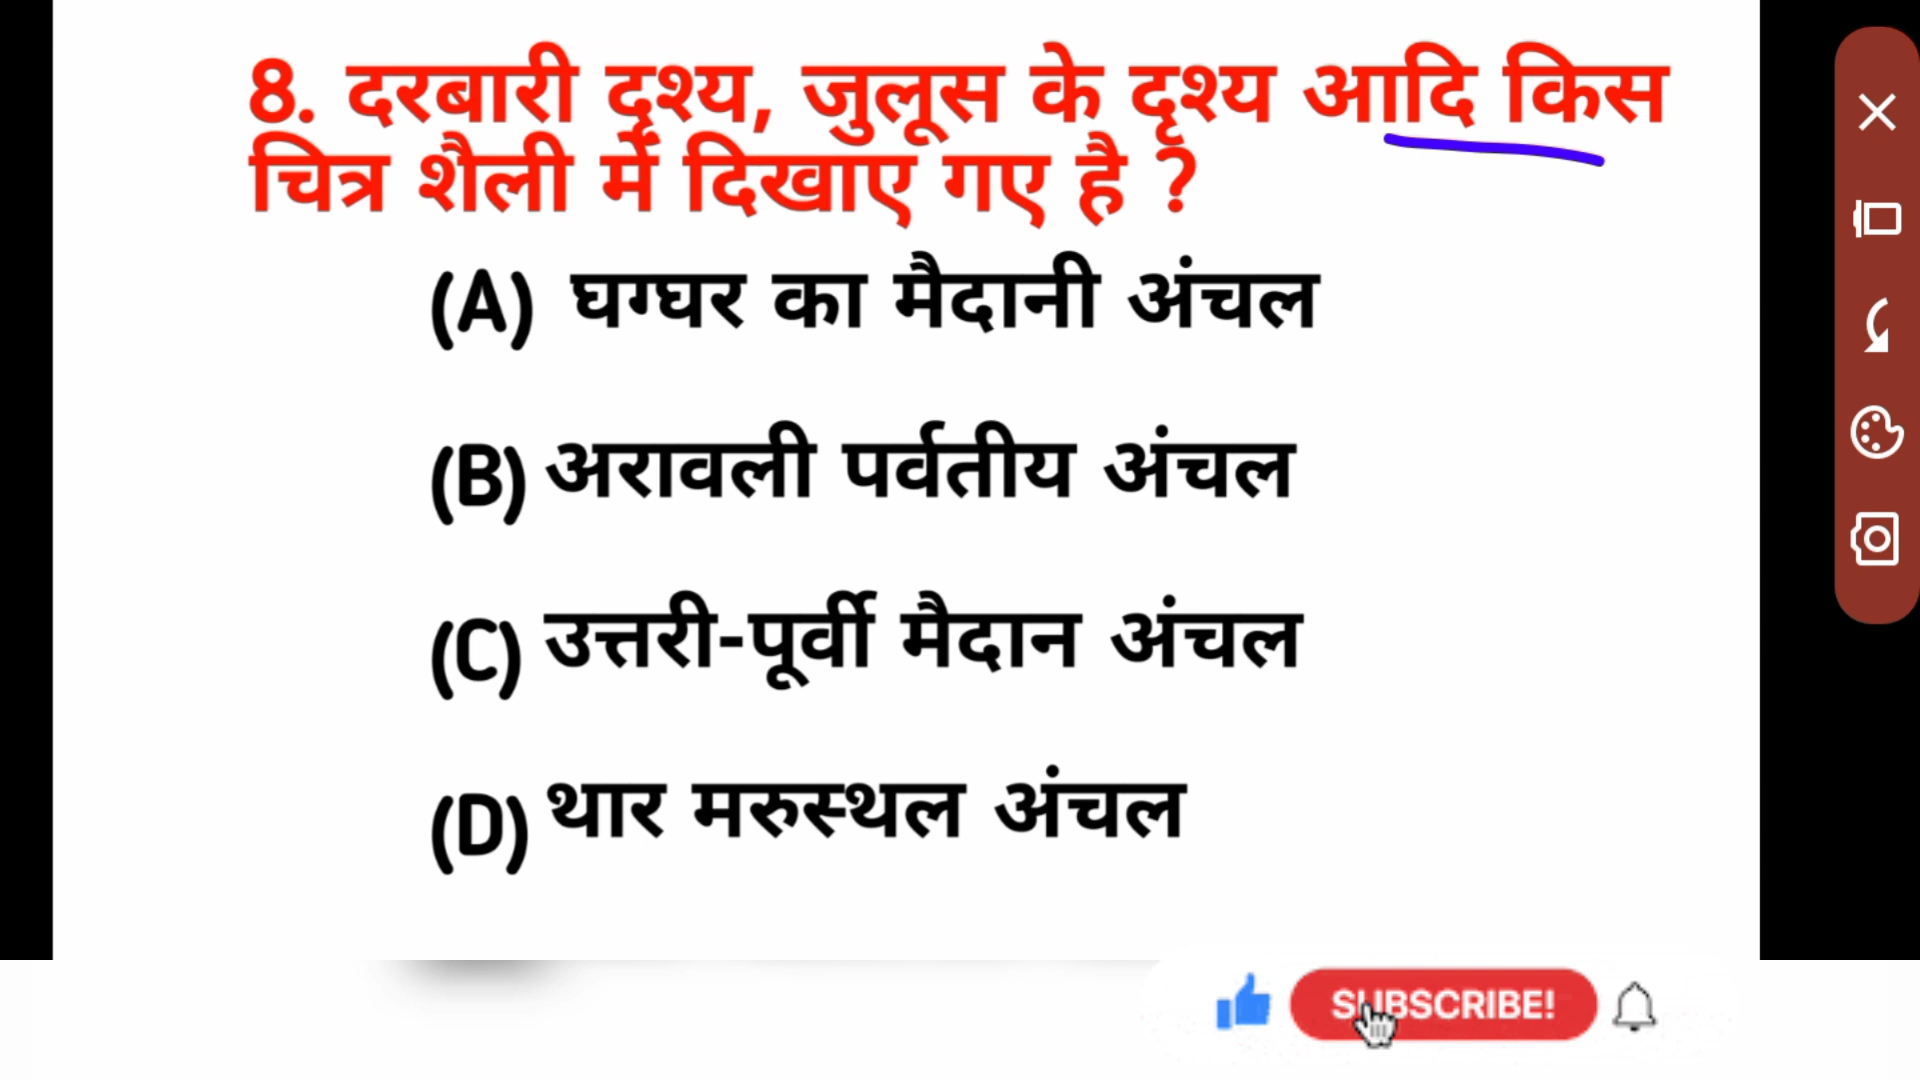 8. दरबारी दृश्य, जुलूस के दृश्य आदि किस
चित्र शैली में दिखाए गए है ?
(A) घग्घर का मैदानी अंचल
(B) अरावली पर्वतीय अंचल
(C) उत्तरी-पूर्वी मैदान अंचल
(D) थार मरुस्थल अंचल
SUBSCRIBE!